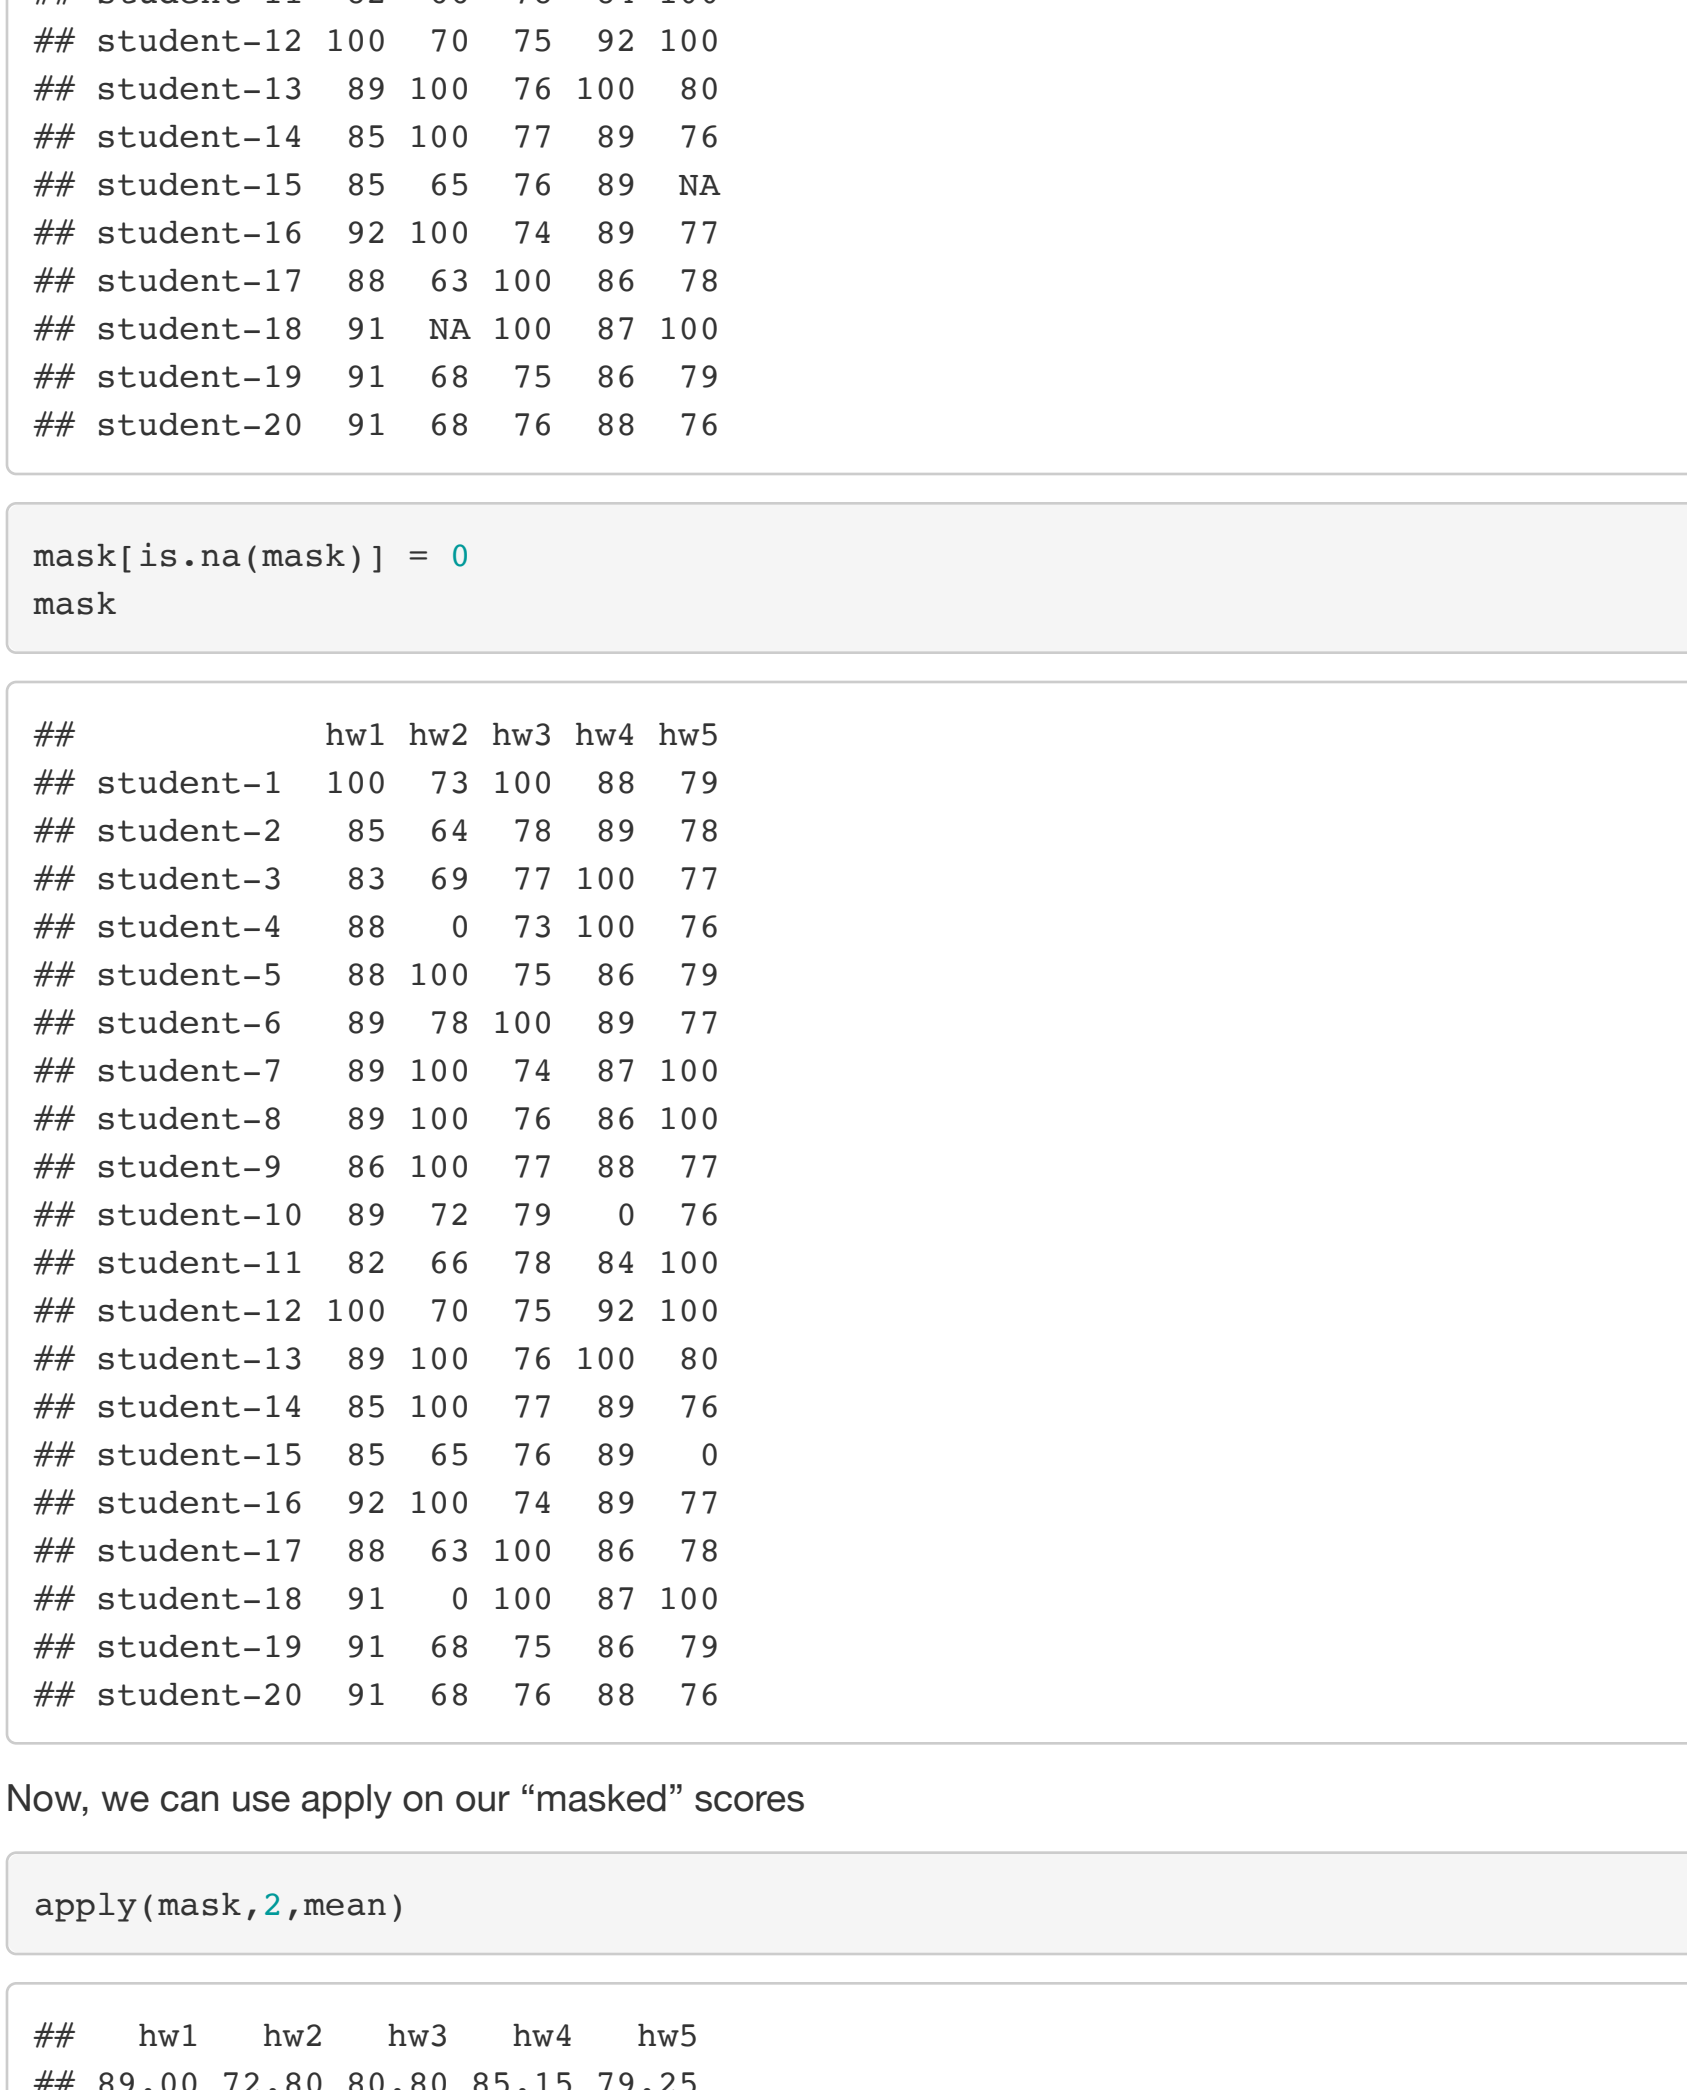 ## student-11  82  66  78  84 100
## student-12 100  70  75  92 100
## student-13  89 100  76 100  80
## student-14  85 100  77  89  76
## student-15  85  65  76  89  NA
## student-16  92 100  74  89  77
## student-17  88  63 100  86  78
## student-18  91  NA 100  87 100
## student-19  91  68  75  86  79
## student-20  91  68  76  88  76
mask[is.na(mask)] = 0
mask
##            hw1 hw2 hw3 hw4 hw5
## student-1  100  73 100  88  79
## student-2   85  64  78  89  78
## student-3   83  69  77 100  77
## student-4   88   0  73 100  76
## student-5   88 100  75  86  79
## student-6   89  78 100  89  77
## student-7   89 100  74  87 100
## student-8   89 100  76  86 100
## student-9   86 100  77  88  77
## student-10  89  72  79   0  76
## student-11  82  66  78  84 100
## student-12 100  70  75  92 100
## student-13  89 100  76 100  80
## student-14  85 100  77  89  76
## student-15  85  65  76  89   0
## student-16  92 100  74  89  77
## student-17  88  63 100  86  78
## student-18  91   0 100  87 100
## student-19  91  68  75  86  79
## student-20  91  68  76  88  76
Now, we can use apply on our “masked” scores
apply(mask,2,mean)
##   hw1   hw2   hw3   hw4   hw5
## 89.00 72.80 80.80 85.15 79.25